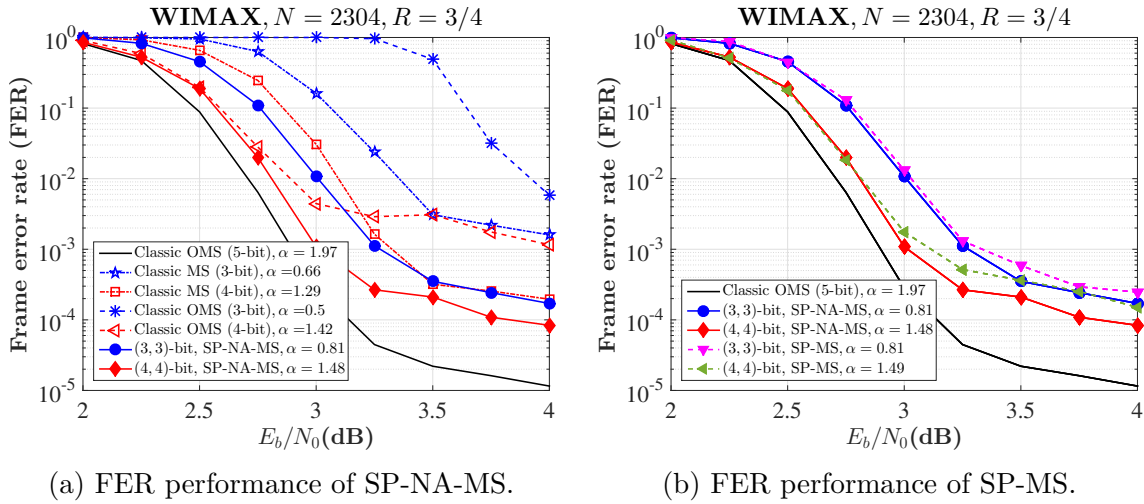 WIMAX, N = 2304, R = 3/4
Frame error rate (FER)
10^0
10^-1
10^-2
10^-3
10^-4
10^-5
Classic OMS (5-bit), α = 1.97
Classic MS (3-bit), α =0.66
Classic MS (4-bit), α =1.29
Classic OMS (3-bit), α =0.5
Classic OMS (4-bit), α = 1.42
(3, 3)-bit, SP-NA-MS, α = 0.81
(4, 4)-bit, SP-NA-MS, α = 1.48
2 2.5 3 3.5 4
E_b/N_0(dB)
(a) FER performance of SP-NA-MS.
WIMAX, N = 2304, R = 3/4
Frame error rate (FER)
10^0
10^-1
10^-2
10^-3
10^-4
10^-5
Classic OMS (5-bit), α = 1.97
(3, 3)-bit, SP-NA-MS, α = 0.81
(4, 4)-bit, SP-NA-MS, α = 1.48
(3, 3)-bit, SP-MS, α = 0.81
(4, 4)-bit, SP-MS, α = 1.49
2 2.5 3 3.5 4
E_b/N_0(dB)
(b) FER performance of SP-MS.